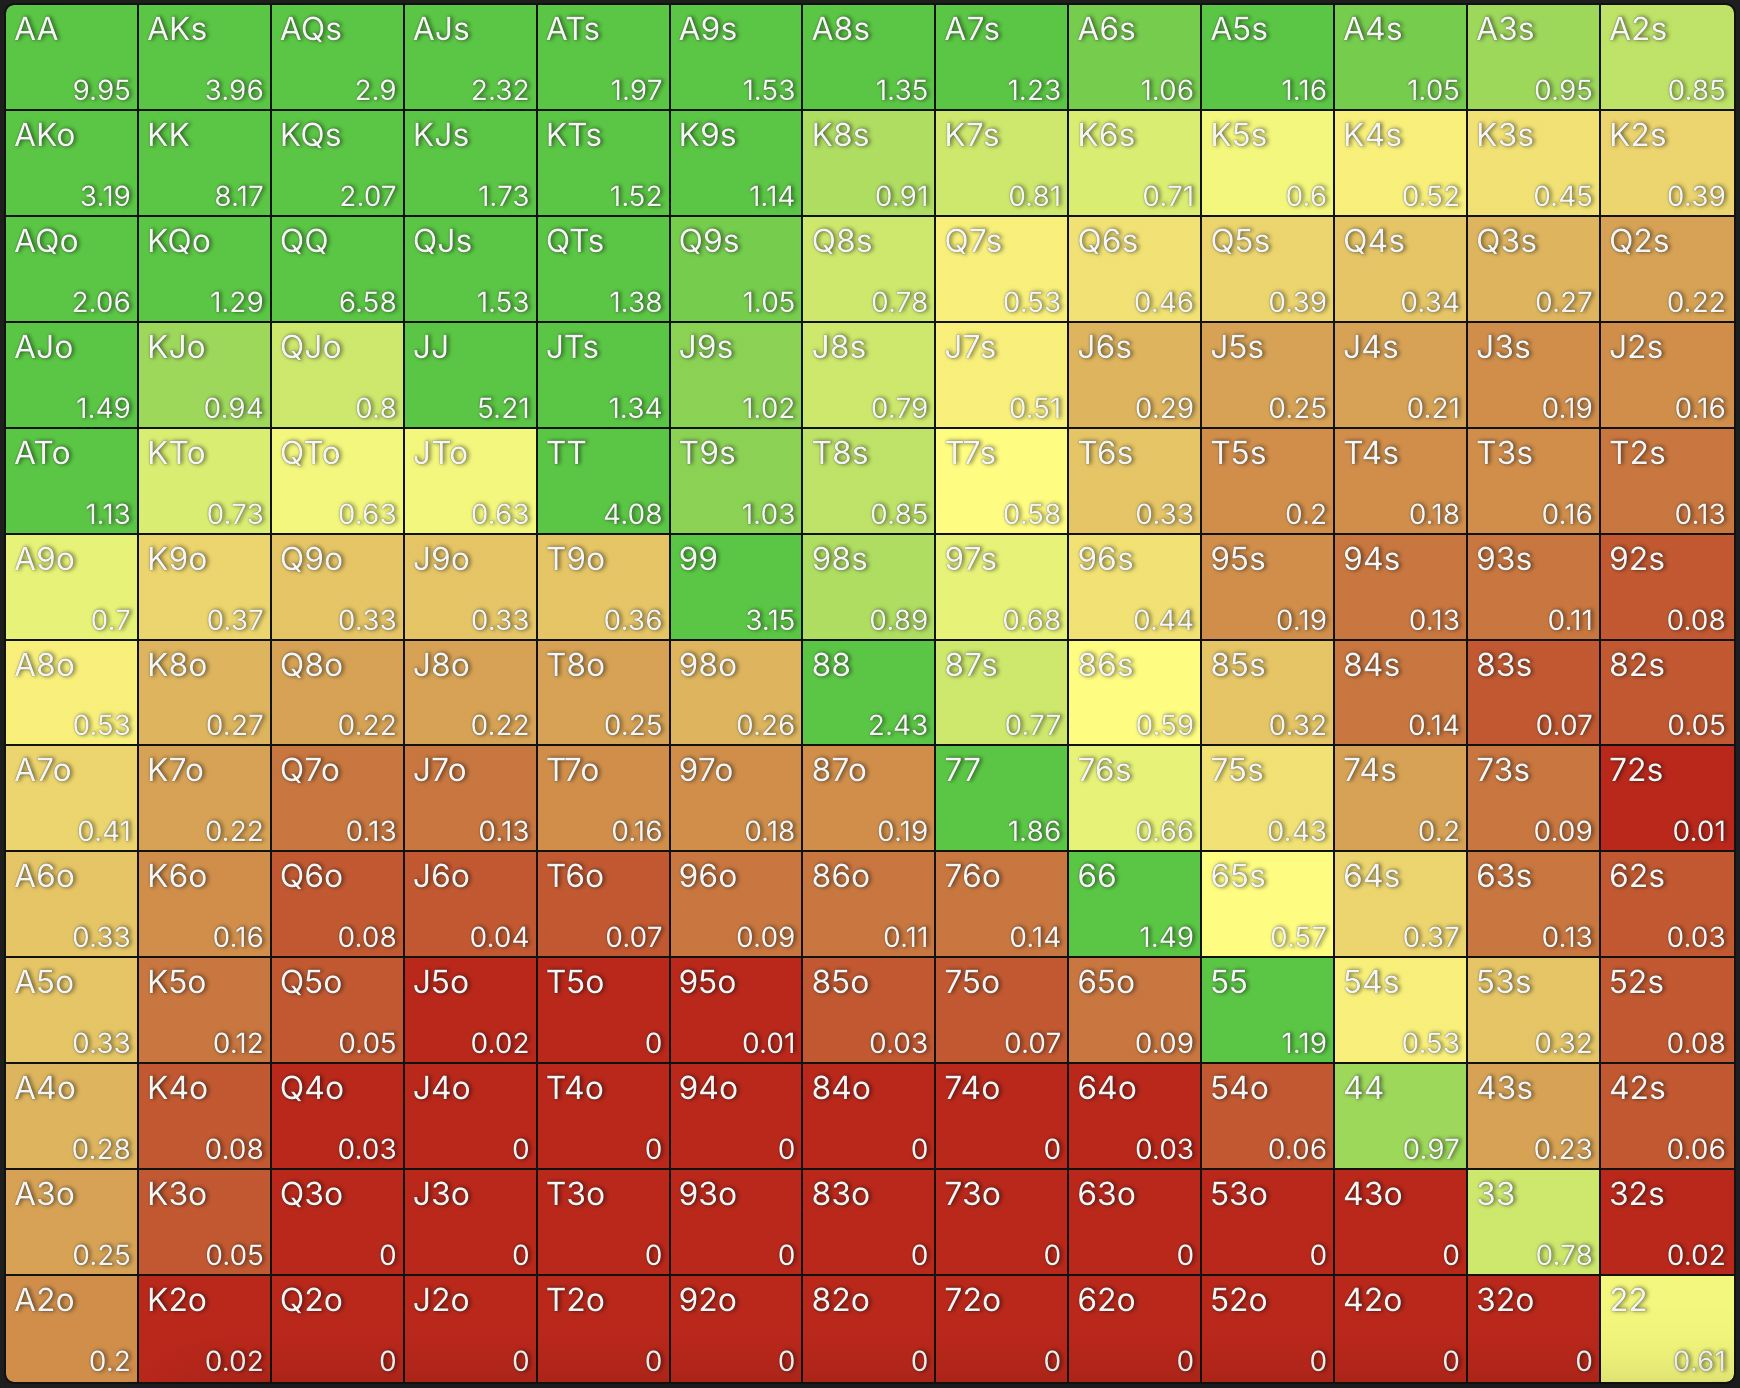 AA AKs AQs AJs ATs A9s A8s A7s A6s A5s A4s A3s A2s
9.95 3.96 2.9 2.32 1.97 1.53 1.35 1.23 1.06 1.16 1.05 0.95 0.85
AKo KK KQs KJs KTs K9s K8s K7s K6s K5s K4s K3s K2s
3.19 8.17 2.07 1.73 1.52 1.14 0.91 0.81 0.71 0.6 0.52 0.45 0.39
AQo KQo QQ QJs QTs Q9s Q8s Q7s Q6s Q5s Q4s Q3s Q2s
2.06 1.29 6.58 1.53 1.38 1.05 0.78 0.53 0.46 0.39 0.34 0.27 0.22
AJo KJo QJo JJ JTs J9s J8s J7s J6s J5s J4s J3s J2s
1.49 0.94 0.8 5.21 1.34 1.02 0.79 0.51 0.29 0.25 0.21 0.19 0.16
ATo KTo QTo JTo TT T9s T8s T7s T6s T5s T4s T3s T2s
1.13 0.73 0.63 0.63 4.08 1.03 0.85 0.58 0.33 0.2 0.18 0.16 0.13
A9o K9o Q9o J9o T9o 99 98s 97s 96s 95s 94s 93s 92s
0.7 0.37 0.33 0.33 0.36 3.15 0.89 0.68 0.44 0.19 0.13 0.11 0.08
A8o K8o Q8o J8o T8o 98o 88 87s 86s 85s 84s 83s 82s
0.53 0.27 0.22 0.22 0.25 0.26 2.43 0.77 0.59 0.32 0.14 0.07 0.05
A7o K7o Q7o J7o T7o 97o 87o 77 76s 75s 74s 73s 72s
0.41 0.22 0.13 0.13 0.16 0.18 0.19 1.86 0.66 0.43 0.2 0.09 0.01
A6o K6o Q6o J6o T6o 96o 86o 76o 66 65s 64s 63s 62s
0.33 0.16 0.08 0.04 0.07 0.09 0.11 0.14 1.49 0.57 0.37 0.13 0.03
A5o K5o Q5o J5o T5o 95o 85o 75o 65o 55 54s 53s 52s
0.33 0.12 0.05 0.02 0 0.01 0.03 0.07 0.09 1.19 0.53 0.32 0.08
A4o K4o Q4o J4o T4o 94o 84o 74o 64o 54o 44 43s 42s
0.28 0.08 0.03 0 0 0 0 0 0.03 0.06 0.97 0.23 0.06
A3o K3o Q3o J3o T3o 93o 83o 73o 63o 53o 43o 33 32s
0.25 0.05 0 0 0 0 0 0 0 0 0 0.78 0.02
A2o K2o Q2o J2o T2o 92o 82o 72o 62o 52o 42o 32o 22
0.2 0.02 0 0 0 0 0 0 0 0 0 0 0.61